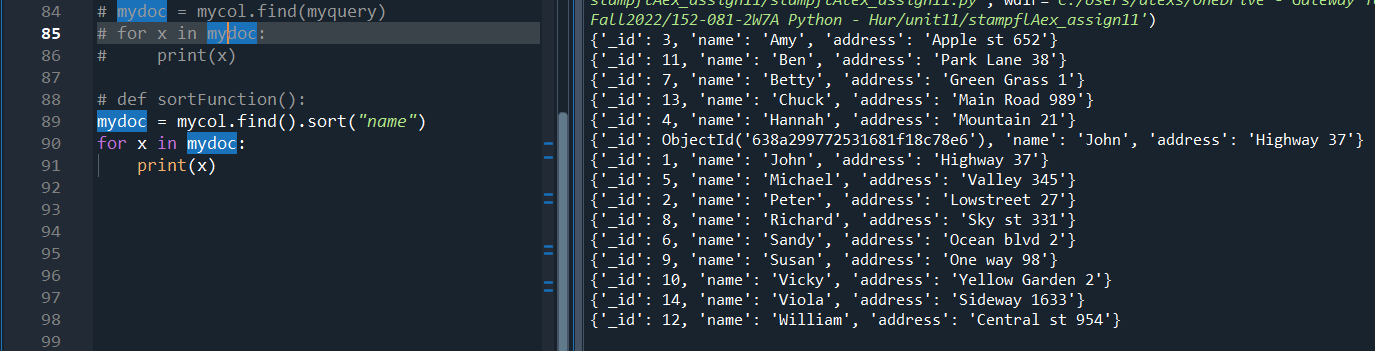 84 # mydoc = mycol.find(myquery)
85 # for x in mydoc:
86 #     print(x)
87
88 # def sortFunction():
89 mydoc = mycol.find().sort("name")
90 for x in mydoc:
91     print(x)
92
93
94
95
96
97
98
99
Fall2022/152-081-2W7A Python - Hur/unit11/stampflAex_assign11')
{'_id': 3, 'name': 'Amy', 'address': 'Apple st 652'}
{'_id': 11, 'name': 'Ben', 'address': 'Park Lane 38'}
{'_id': 7, 'name': 'Betty', 'address': 'Green Grass 1'}
{'_id': 13, 'name': 'Chuck', 'address': 'Main Road 989'}
{'_id': 4, 'name': 'Hannah', 'address': 'Mountain 21'}
{'_id': ObjectId('638a299772531681f18c78e6'), 'name': 'John', 'address': 'Highway 37'}
{'_id': 1, 'name': 'John', 'address': 'Highway 37'}
{'_id': 5, 'name': 'Michael', 'address': 'Valley 345'}
{'_id': 2, 'name': 'Peter', 'address': 'Lowstreet 27'}
{'_id': 8, 'name': 'Richard', 'address': 'Sky st 331'}
{'_id': 6, 'name': 'Sandy', 'address': 'Ocean blvd 2'}
{'_id': 9, 'name': 'Susan', 'address': 'One way 98'}
{'_id': 10, 'name': 'Vicky', 'address': 'Yellow Garden 2'}
{'_id': 14, 'name': 'Viola', 'address': 'Sideway 1633'}
{'_id': 12, 'name': 'William', 'address': 'Central st 954'}